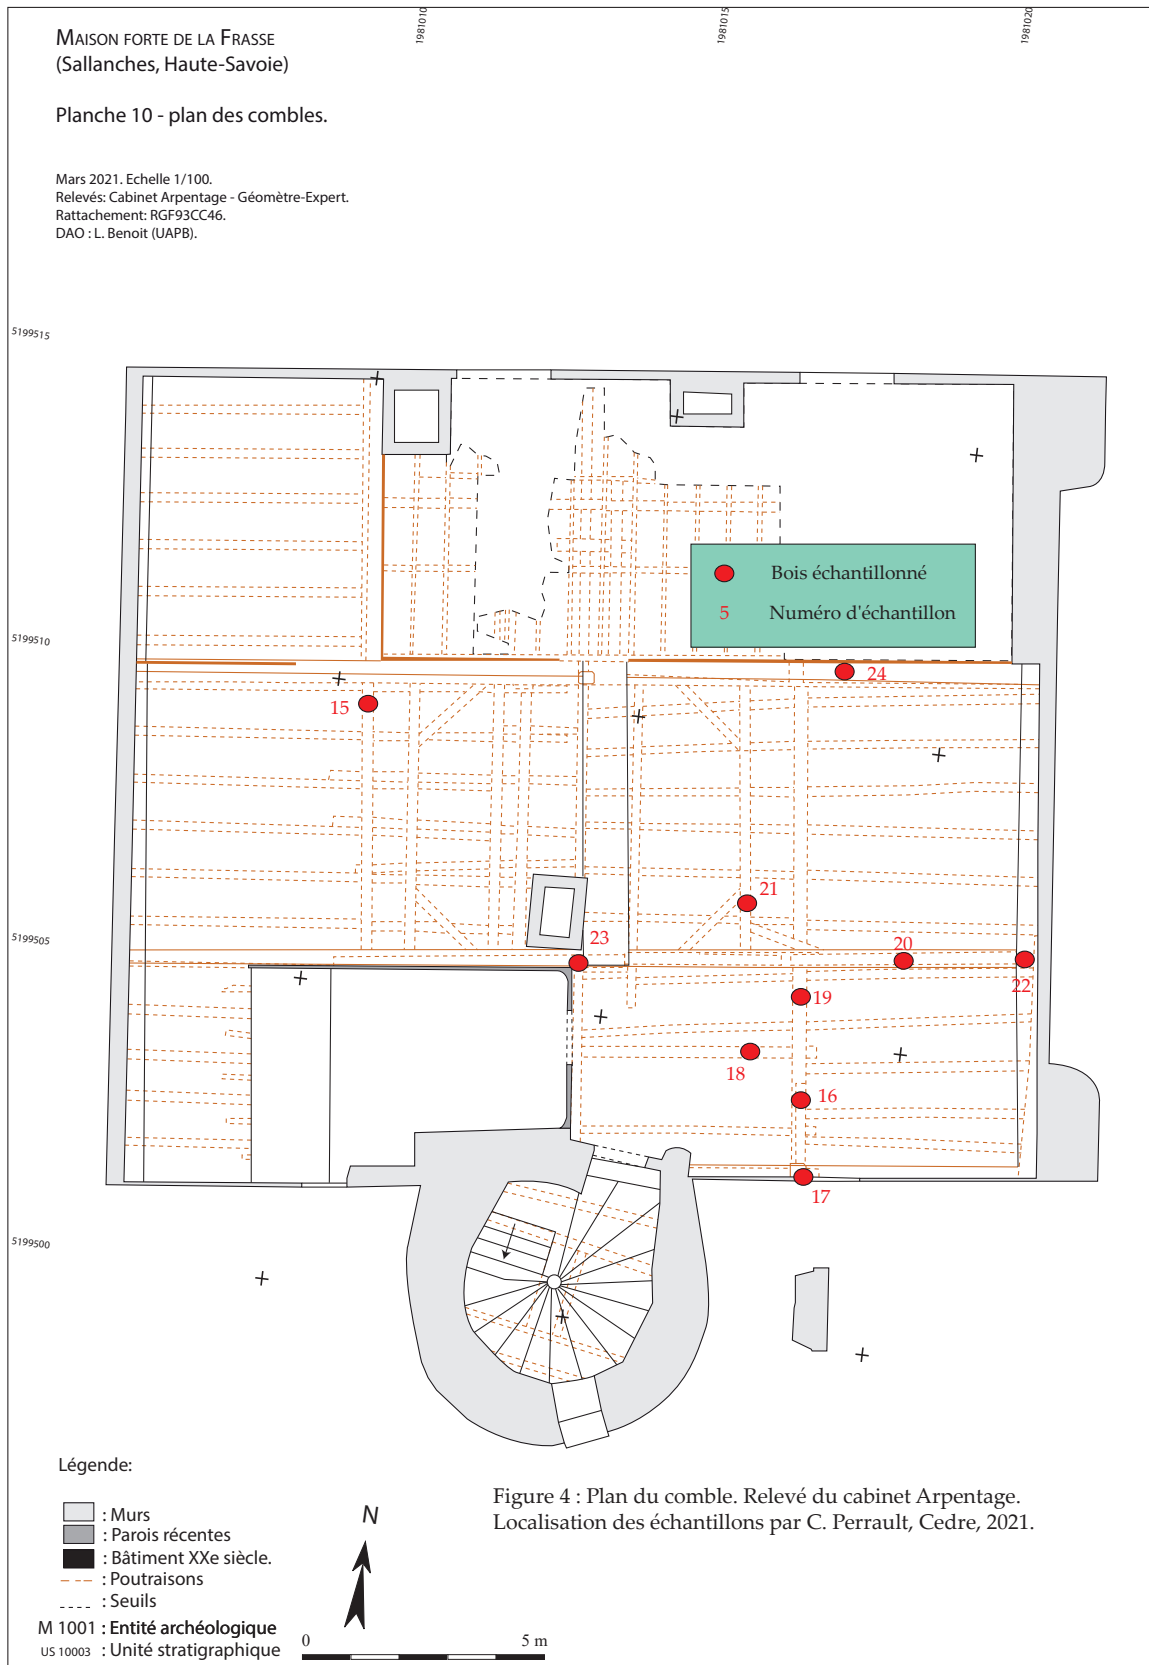 1981010
1981015
1981020
Maison forte de la Frasse
(Sallanches, Haute-Savoie)
Planche 10 - plan des combles.
Mars 2021. Echelle 1/100.
Relevés: Cabinet Arpentage - Géomètre-Expert.
Rattachement: RGF93CC46.
DAO : L. Benoit (UAPB).
5199515
5199510
5199505
5199500
Bois échantillonné
5 Numéro d'échantillon
24
15
21
23
20
22
19
18
16
17
Légende:
: Murs
: Parois récentes
: Bâtiment XXe siècle.
: Poutraisons
: Seuils
M 1001 : Entité archéologique
US 10003 : Unité stratigraphique
N
0 5 m
Figure 4 : Plan du comble. Relevé du cabinet Arpentage.
Localisation des échantillons par C. Perrault, Cedre, 2021.